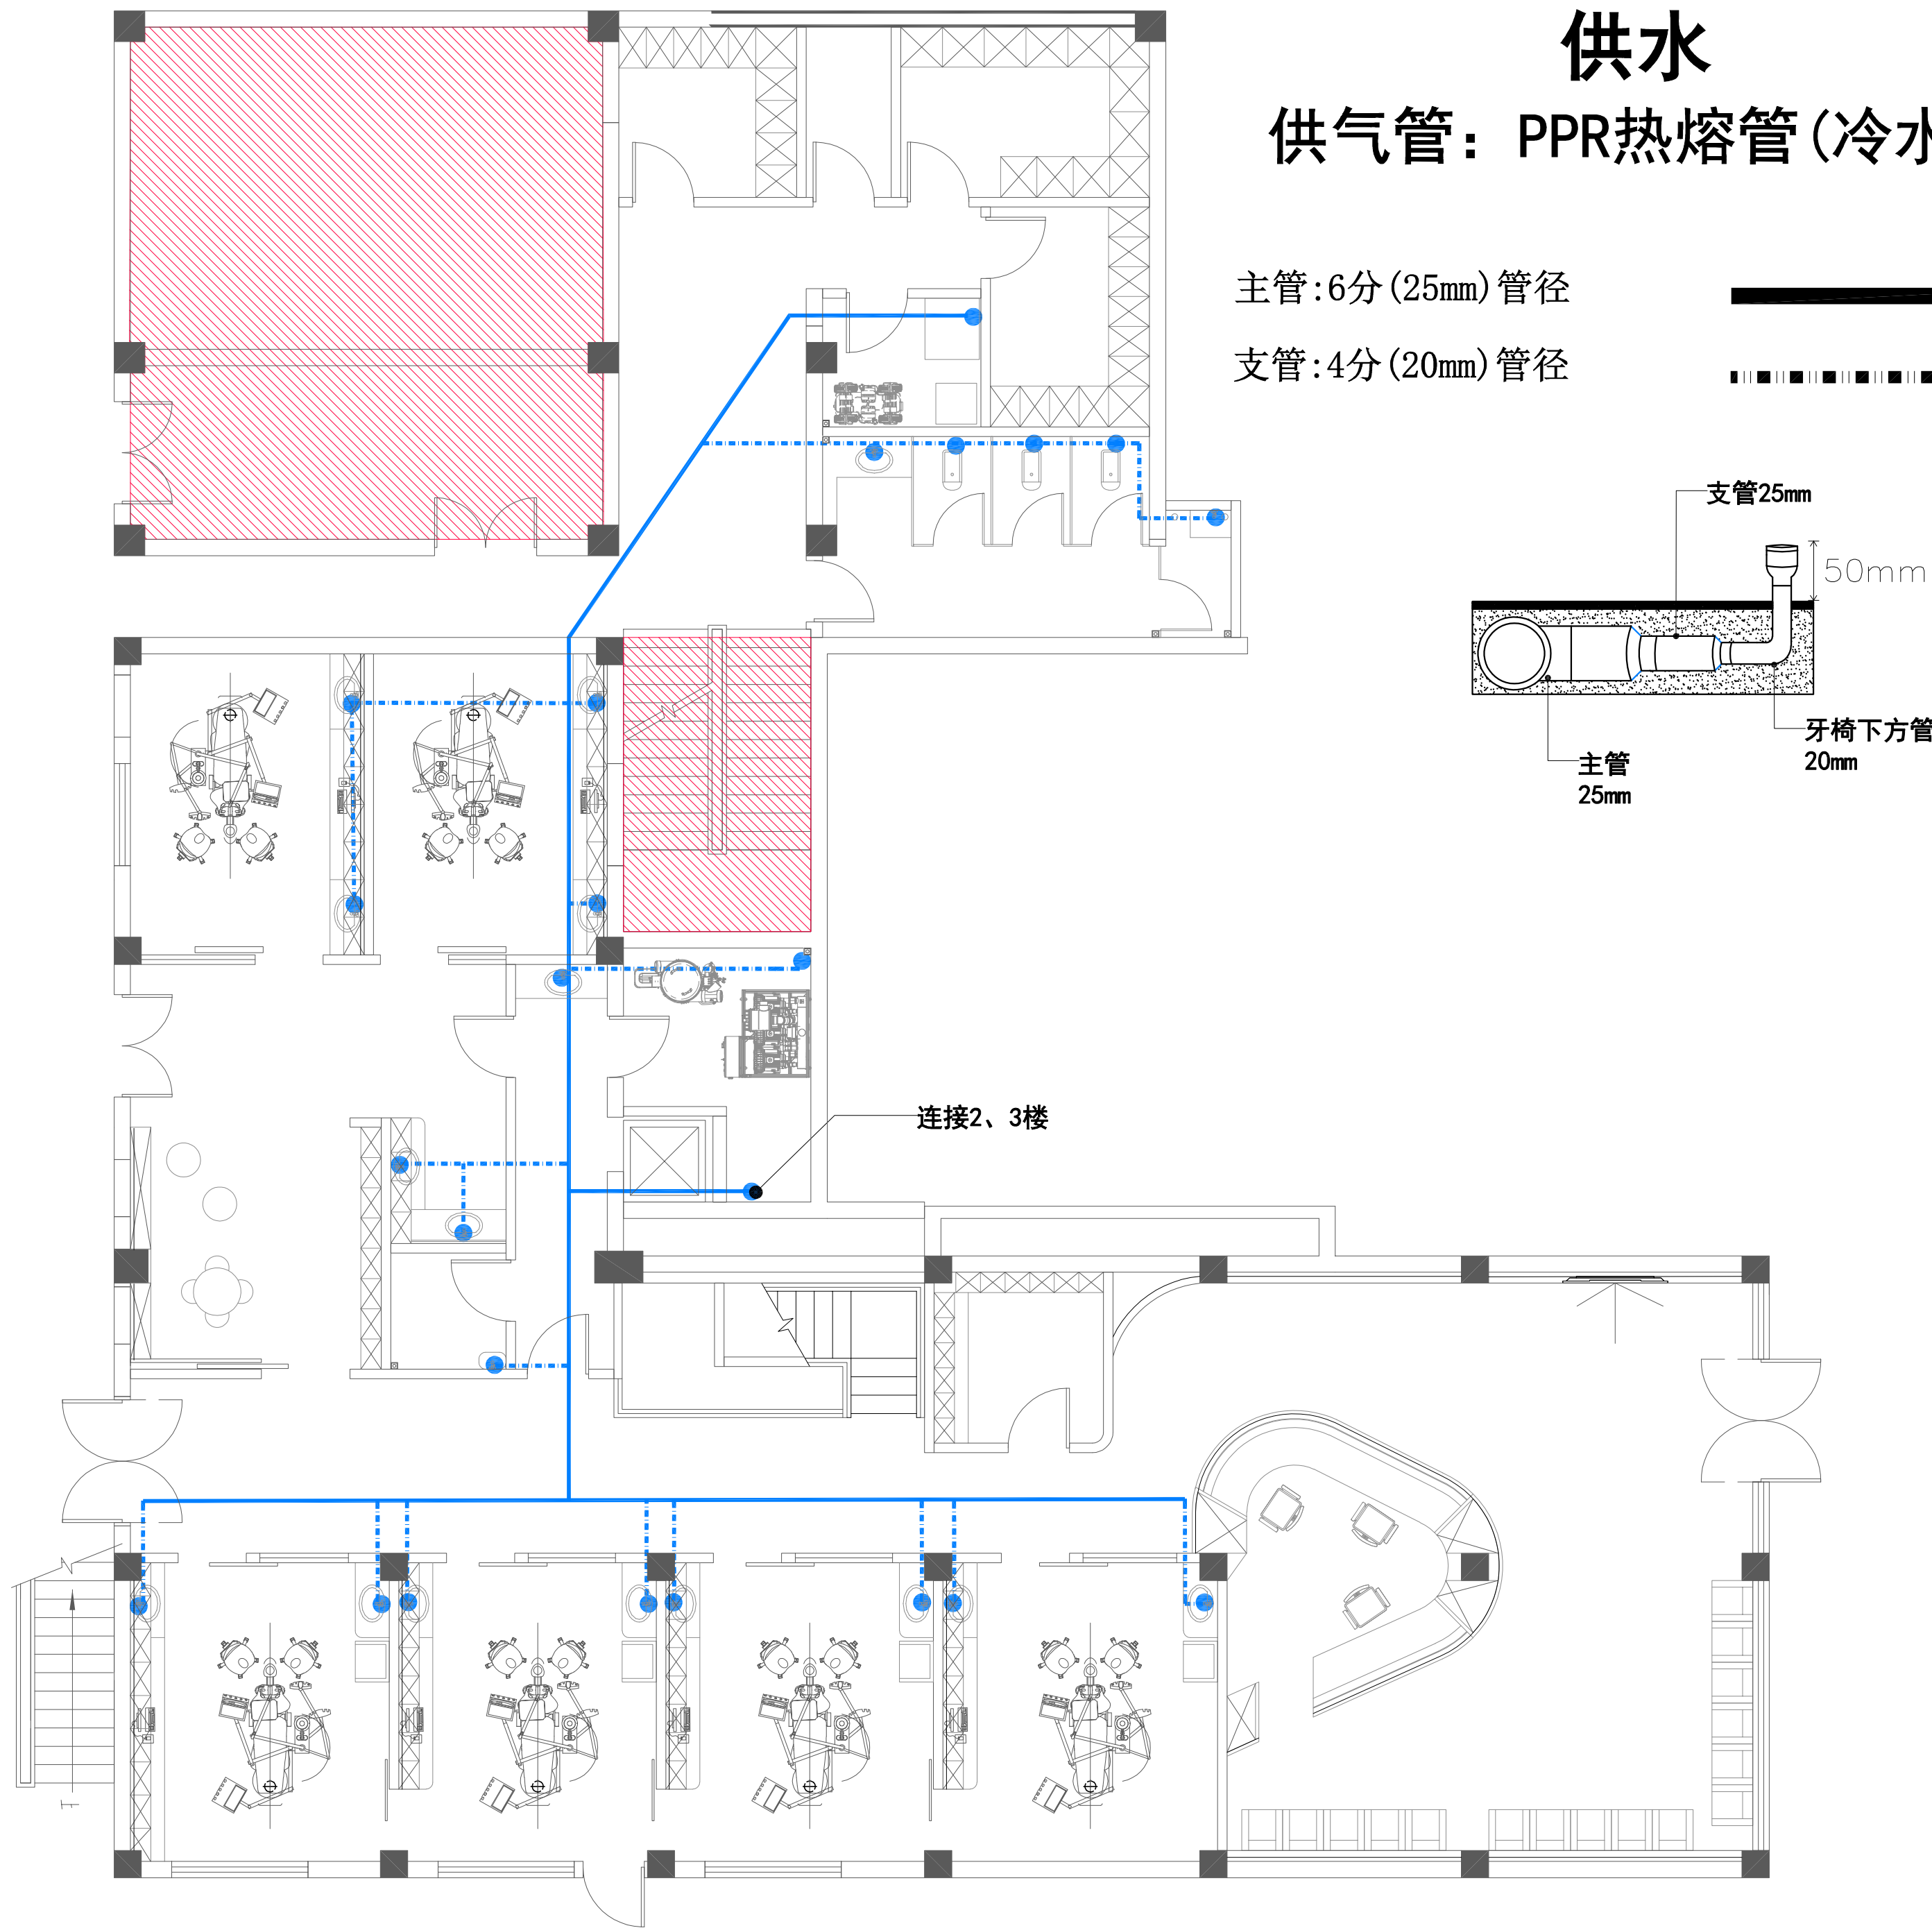 供水
供气管：PPR热熔管(冷水
主管:6分(25mm)管径
支管:4分(20mm)管径
支管25mm
50mm
牙椅下方管
20mm
主管
25mm
连接2、3楼
下